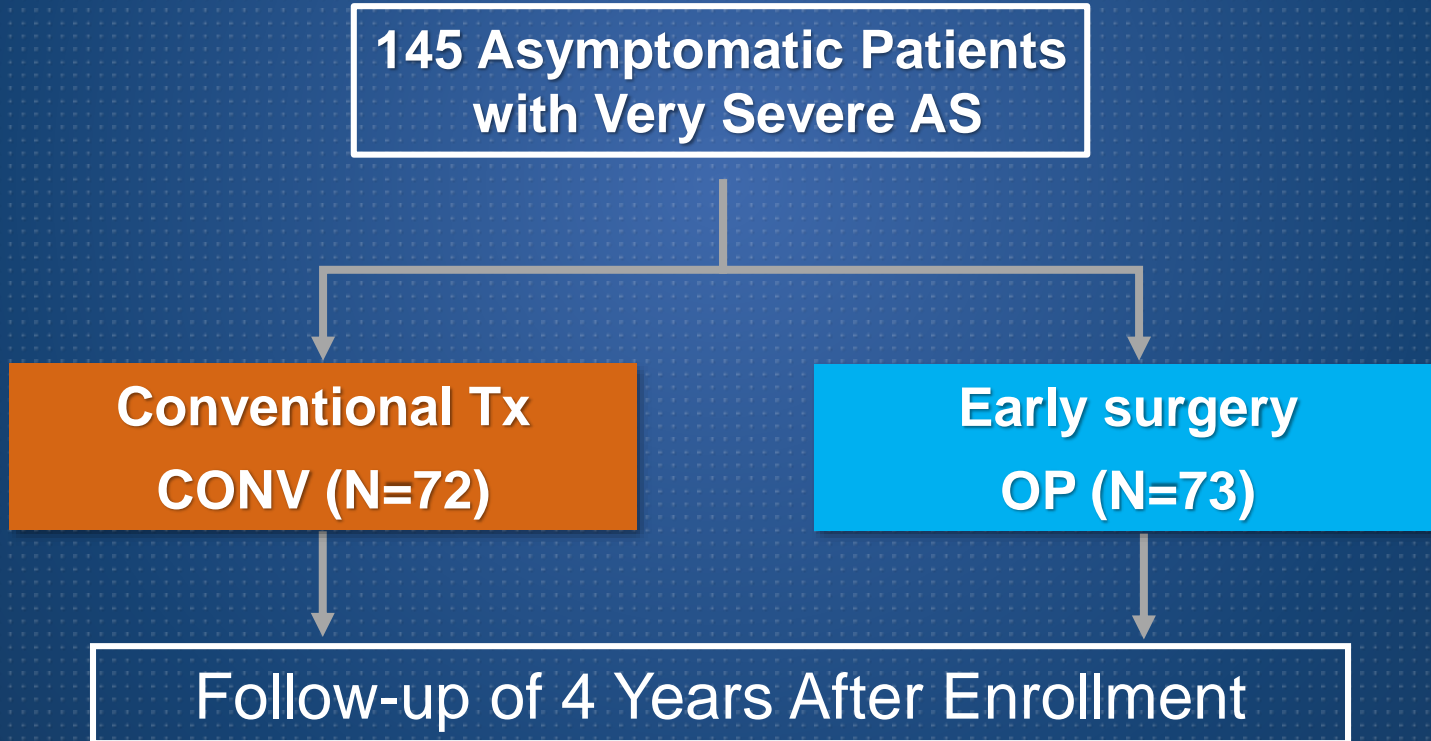 145 Asymptomatic Patients
with Very Severe AS
Conventional Tx
CONV (N=72)
Early surgery
OP (N=73)
Follow-up of 4 Years After Enrollment